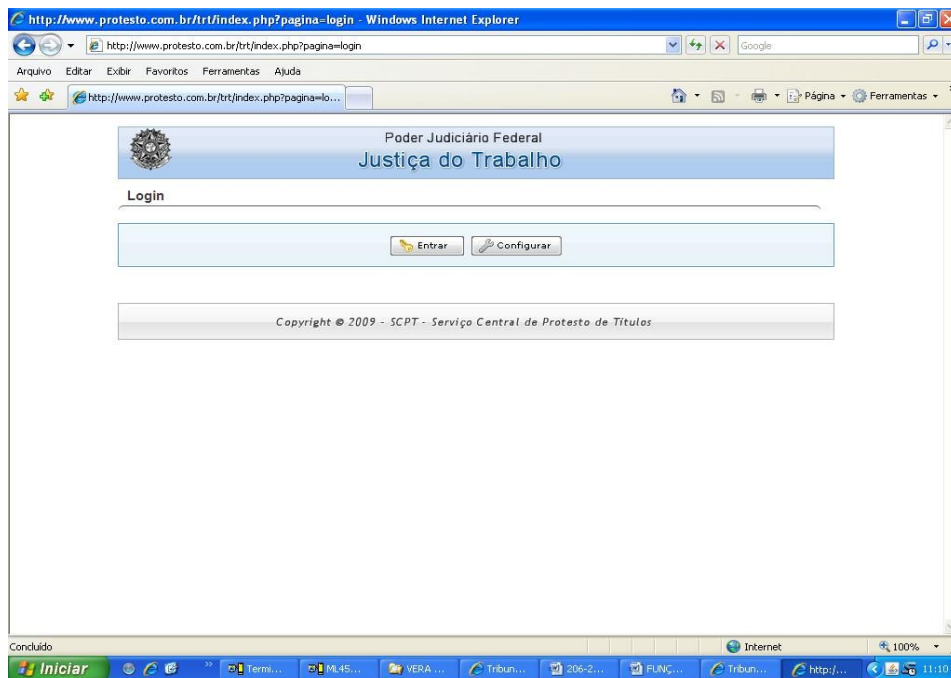 http://www.protesto.com.br/trt/index.php?pagina=login - Windows Internet Explorer
http://www.protesto.com.br/trt/index.php?pagina=login Google
Arquivo Editar Exibir Favoritos Ferramentas Ajuda
http://www.protesto.com.br/trt/index.php?pagina=lo... Página Ferramentas
Poder Judiciário Federal
Justiça do Trabalho
Login
Entrar Configurar
Copyright © 2009 - SCPT - Serviço Central de Protesto de Títulos
Concluído Internet 100%
Iniciar Termi... ML45... VERA ... Tribun... 206-2... FUNÇ... Tribun... http:/... 11:10